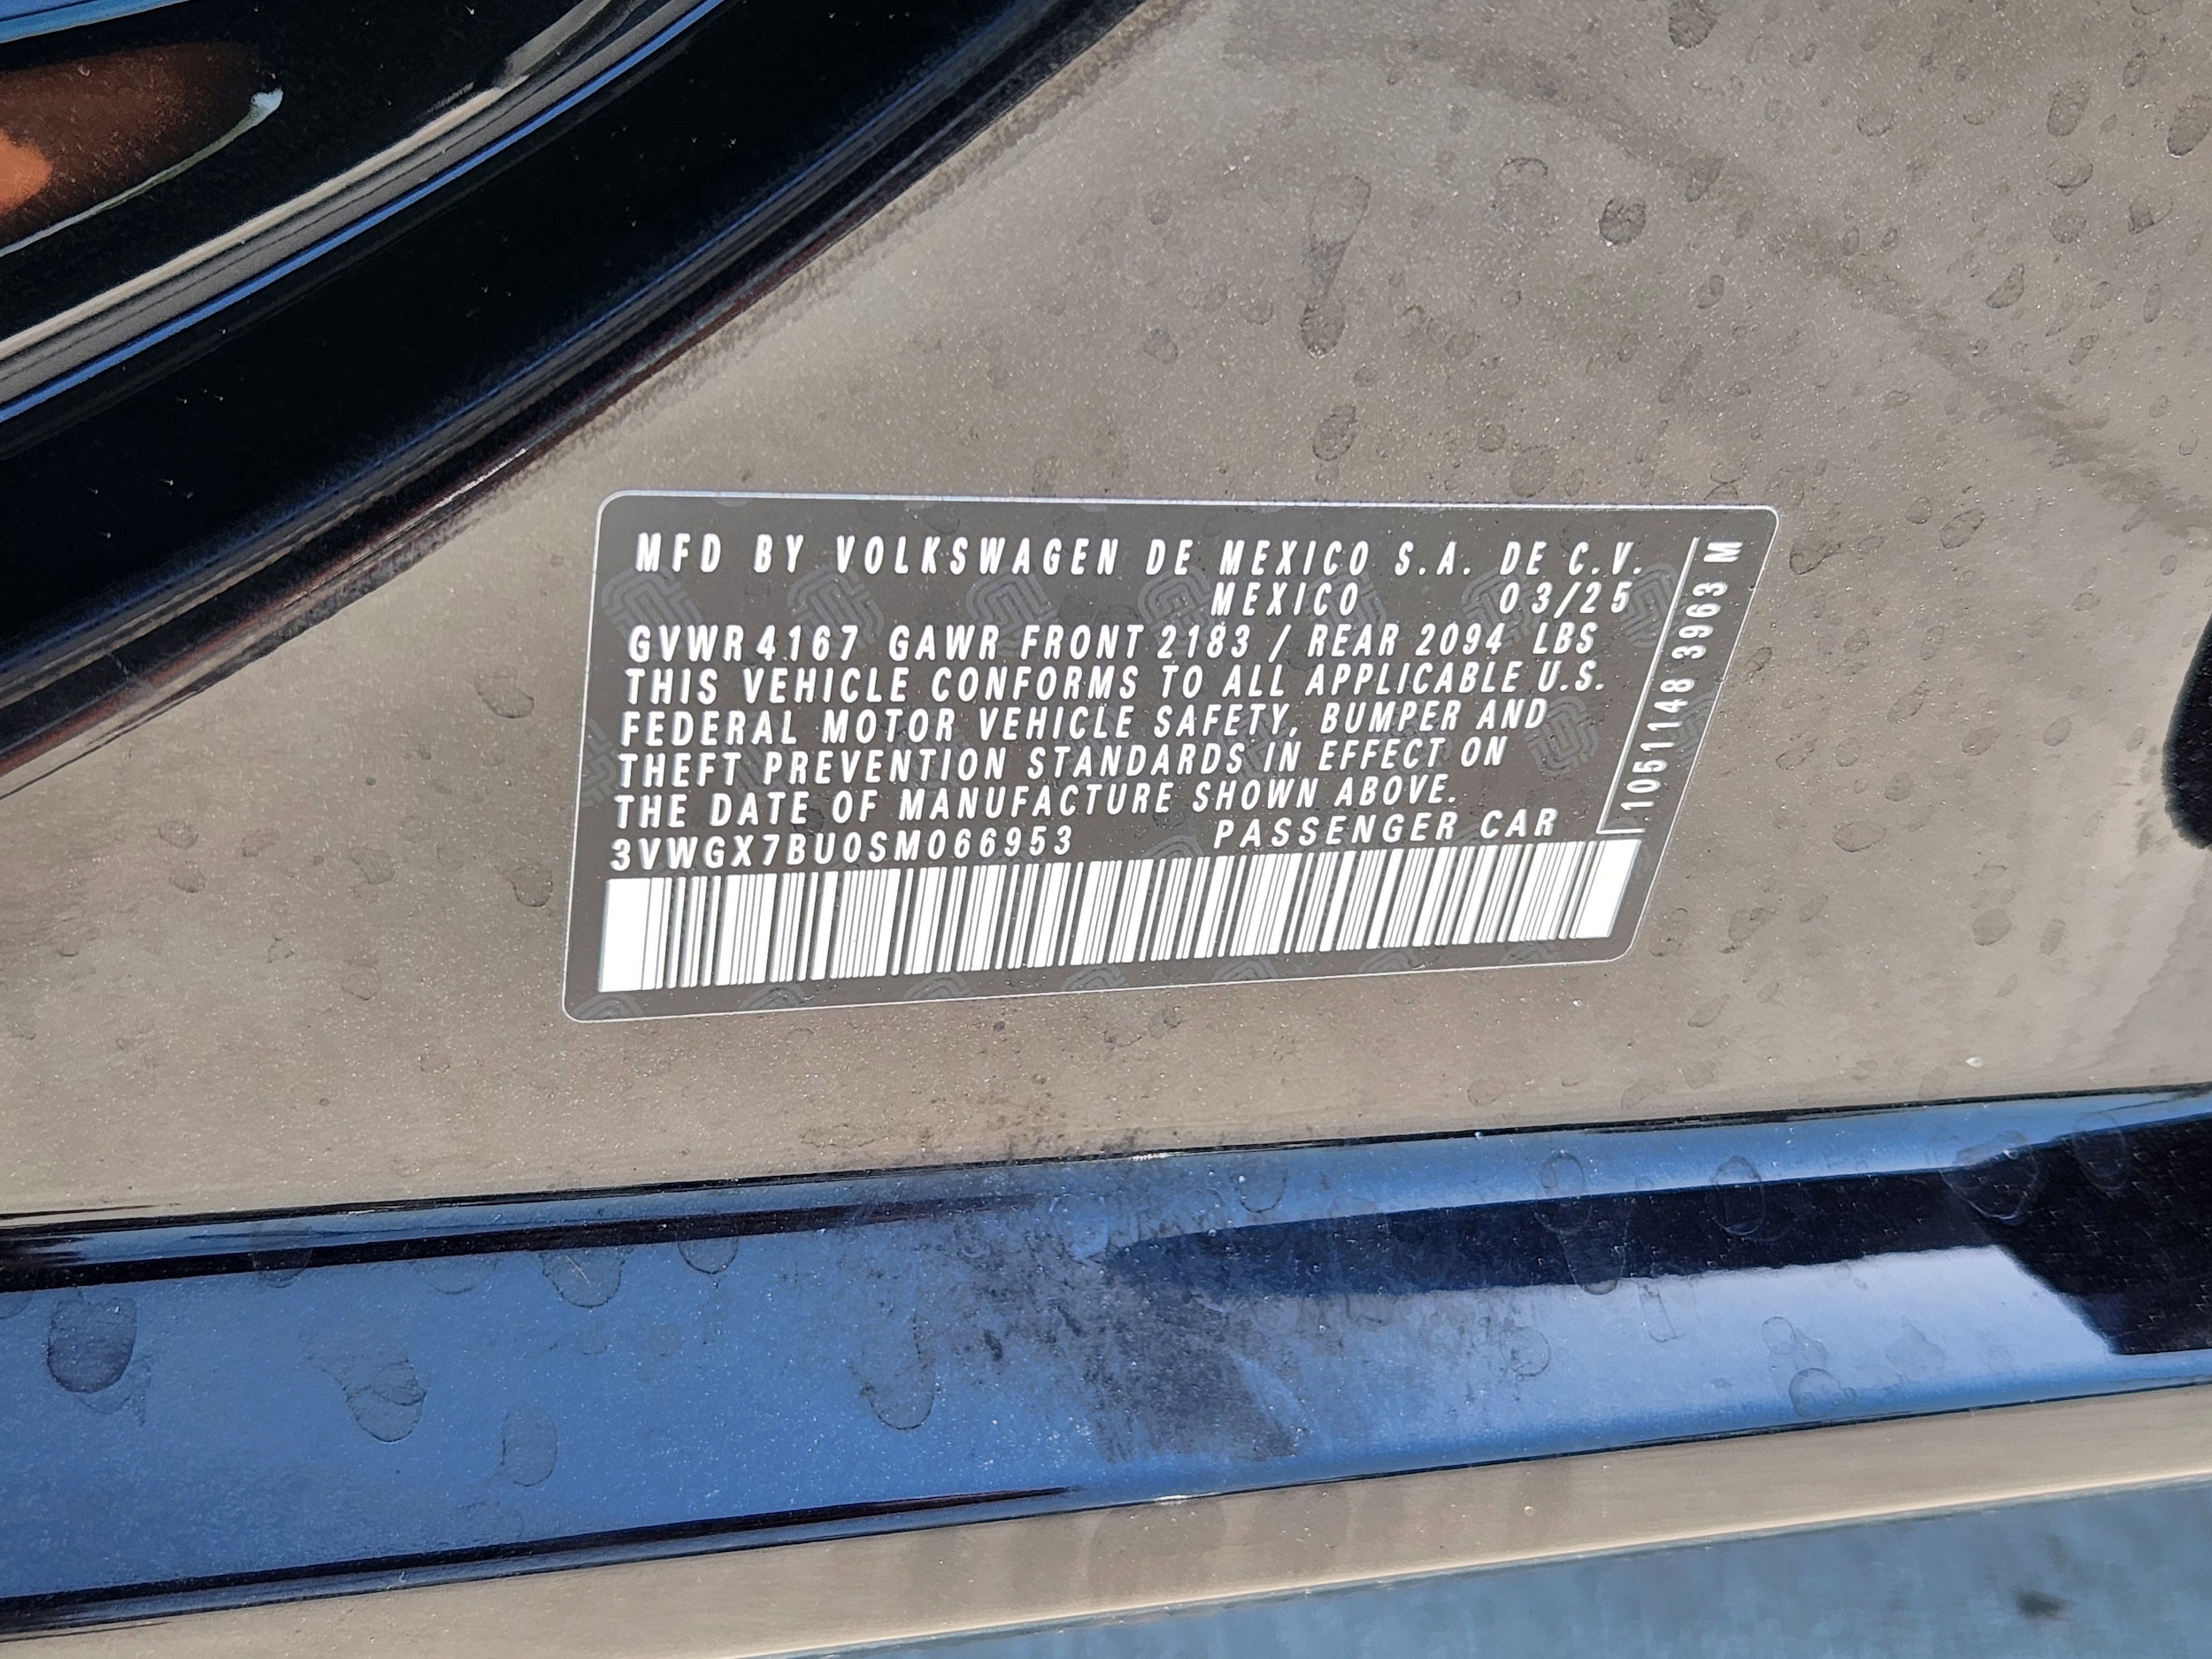 MFD BY VOLKSWAGEN DE MEXICO S.A. DE C.V.
MEXICO 03/25
GVWR 4167 GAWR FRONT 2183 / REAR 2094 LBS
THIS VEHICLE CONFORMS TO ALL APPLICABLE U.S.
FEDERAL MOTOR VEHICLE SAFETY, BUMPER AND
THEFT PREVENTION STANDARDS IN EFFECT ON
THE DATE OF MANUFACTURE SHOWN ABOVE.
3VWGX7BU0SM066953 PASSENGER CAR
1051148 3963 M